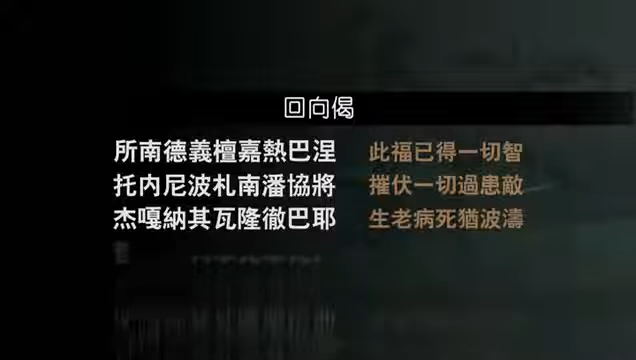 回向偈
所南德義檀嘉熱巴涅 此福已得一切智
托内尼波札南潘協將 摧伏一切過患敵
杰嘎納其瓦隆徹巴耶 生老病死猶波濤